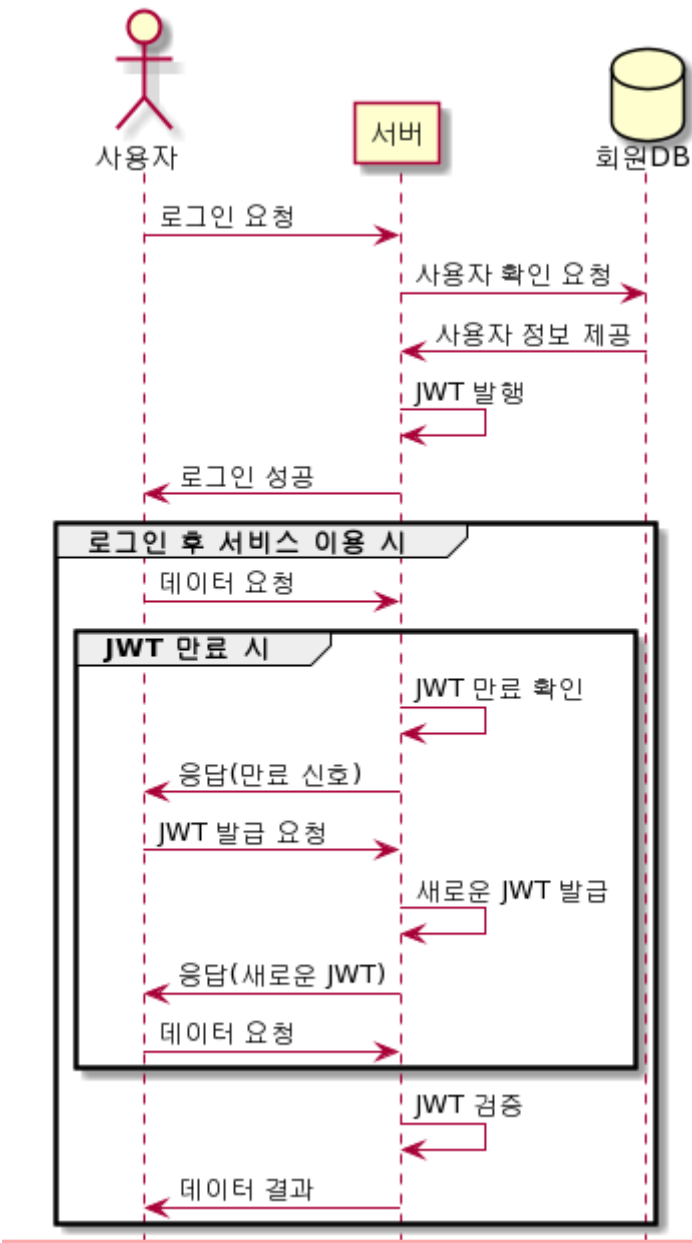 사용자
서버
회원DB
로그인 요청
사용자 확인 요청
사용자 정보 제공
JWT 발행
로그인 성공
로그인 후 서비스 이용 시
데이터 요청
JWT 만료 시
JWT 만료 확인
응답(만료 신호)
JWT 발급 요청
새로운 JWT 발급
응답(새로운 JWT)
데이터 요청
JWT 검증
데이터 결과